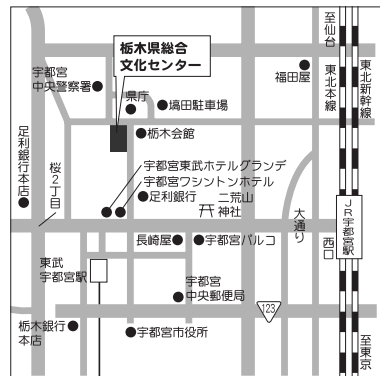 栃木県総合
文化センター
至仙台
東北本線
東北新幹線
宇都宮
中央警察署
県庁
塙田駐車場
福田屋
栃木会館
足利銀行本店
桜2丁目
宇都宮東武ホテルグランデ
宇都宮ワシントンホテル
足利銀行
二荒山
神社
大通り
JR宇都宮駅
西口
長崎屋
宇都宮パルコ
東武
宇都宮駅
宇都宮
中央郵便局
123
栃木銀行
本店
宇都宮市役所
至東京